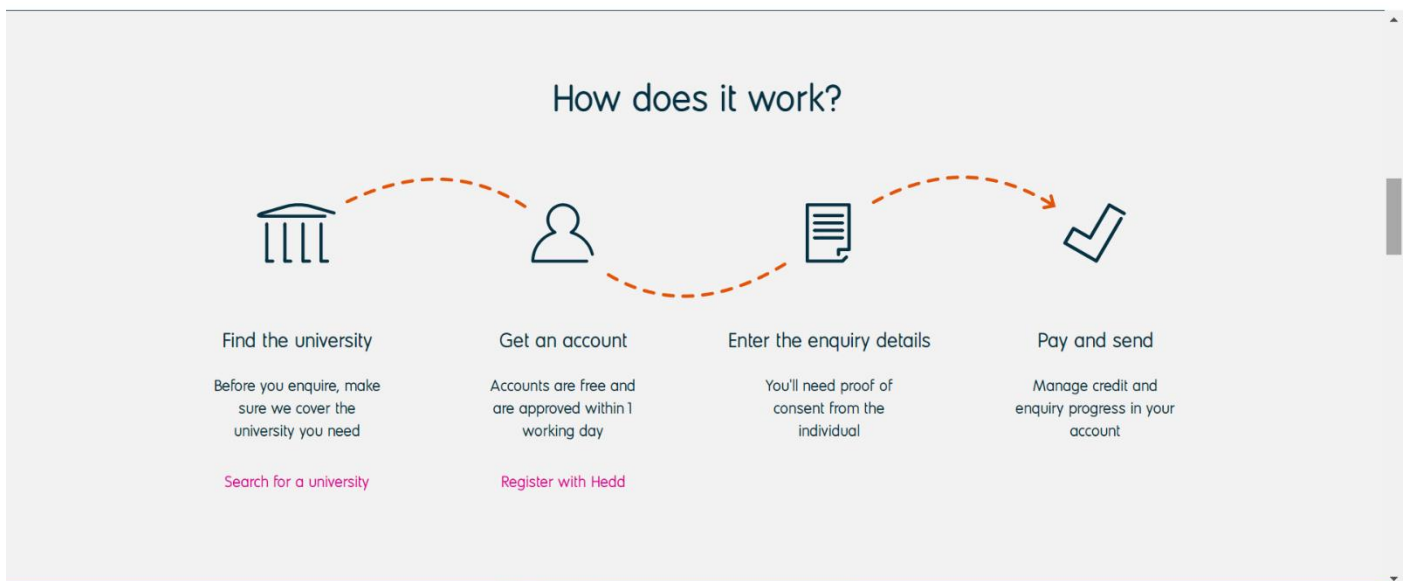 How does it work?
Find the university
Before you enquire, make
sure we cover the
university you need
Search for a university
Get an account
Accounts are free and
are approved within 1
working day
Register with Hedd
Enter the enquiry details
You'll need proof of
consent from the
individual
Pay and send
Manage credit and
enquiry progress in your
account